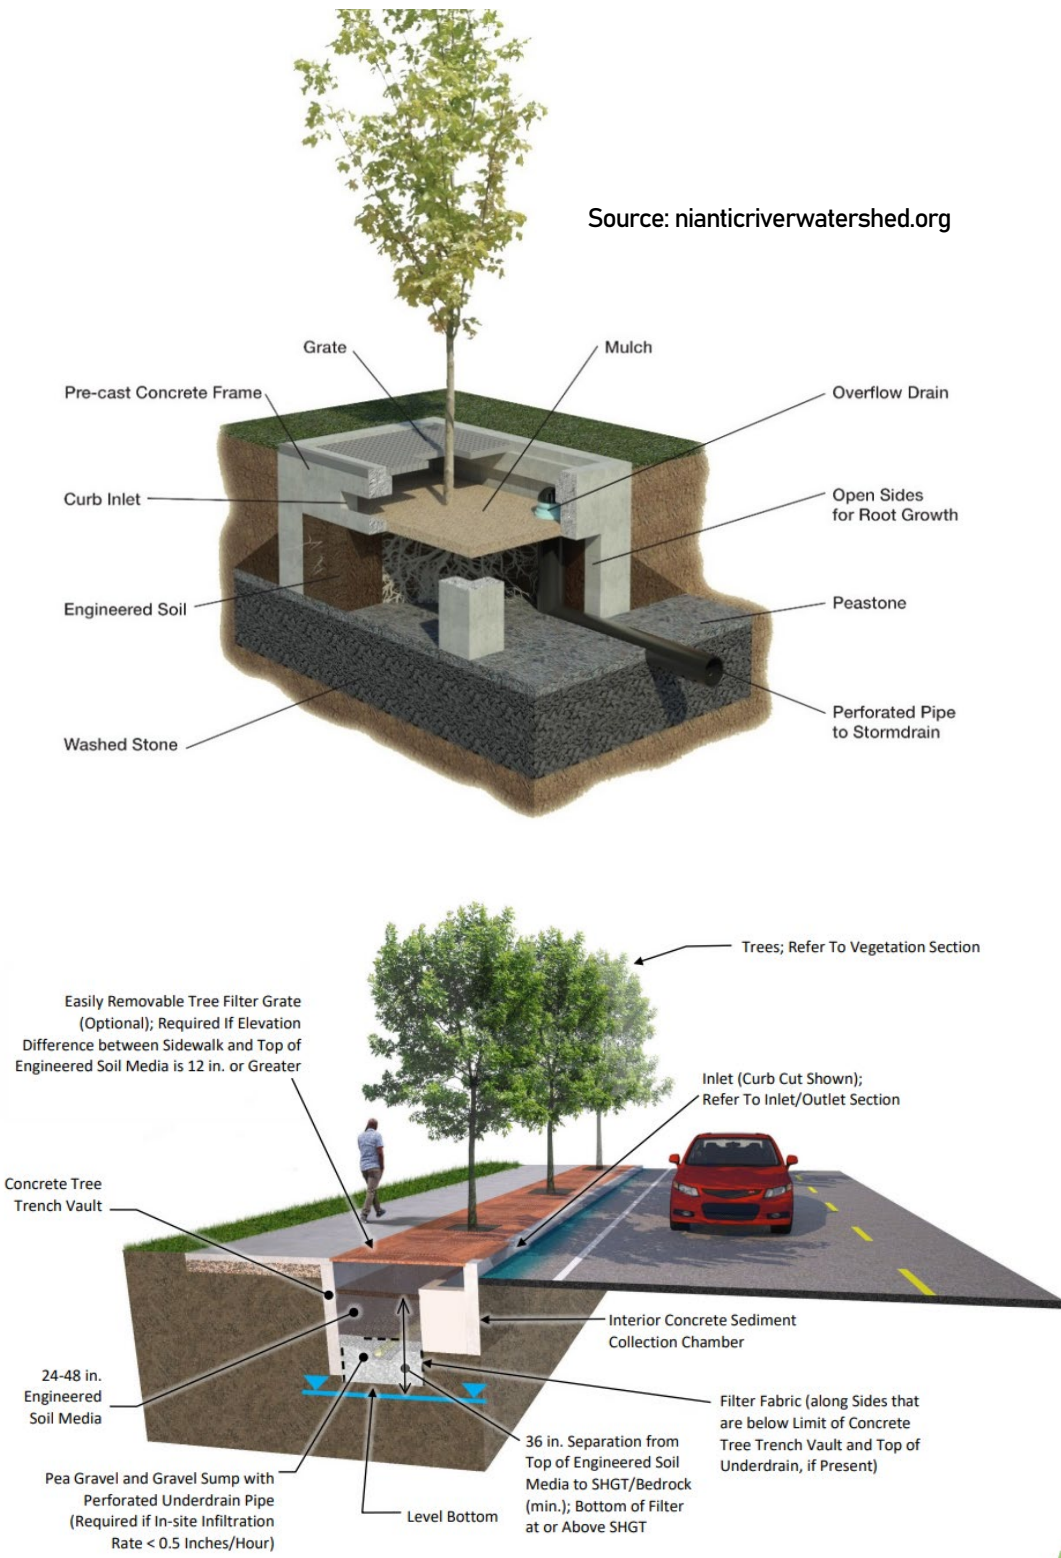 Source: nianticriverwatershed.org
Grate
Mulch
Pre-cast Concrete Frame
Overflow Drain
Curb Inlet
Open Sides
for Root Growth
Engineered Soil
Peastone
Perforated Pipe
to Stormdrain
Washed Stone
Trees; Refer To Vegetation Section
Easily Removable Tree Filter Grate
(Optional); Required If Elevation
Difference between Sidewalk and Top of
Engineered Soil Media is 12 in. or Greater
Inlet (Curb Cut Shown);
Refer To Inlet/Outlet Section
Concrete Tree
Trench Vault
Interior Concrete Sediment
Collection Chamber
24-48 in.
Engineered
Soil Media
Filter Fabric (along Sides that
are below Limit of Concrete
Tree Trench Vault and Top of
Underdrain, if Present)
36 in. Separation from
Top of Engineered Soil
Media to SHGT/Bedrock
(min.); Bottom of Filter
at or Above SHGT
Pea Gravel and Gravel Sump with
Perforated Underdrain Pipe
(Required if In-site Infiltration
Rate < 0.5 Inches/Hour)
Level Bottom